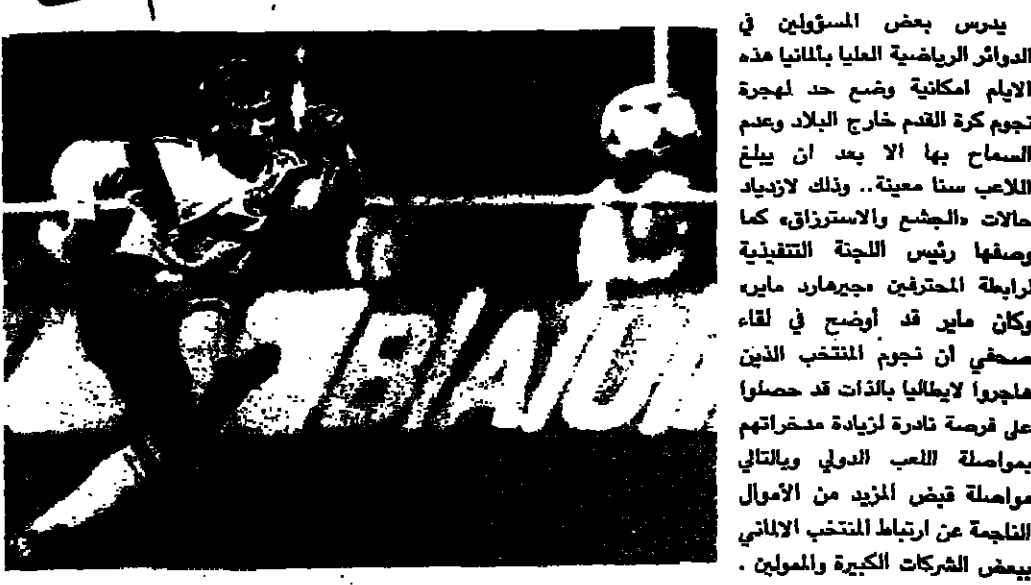 يدرس بعض المسؤولين في
الدوائر الرياضية العليا بألمانيا هذه
الايام امكانية وضع حد لهجرة
نجوم كرة القدم خارج البلاد وعدم
السماح بها الا بعد ان يبلغ
اللاعب سنا معينة.. وذلك لازدياد
حالات «الجشع والاسترزاق» كما
وصفها رئيس اللجنة التنفيذية
لرابطة المحترفين «جيرهارد ماير»
وكان ماير قد أوضح في لقاء
صحفي أن نجوم المنتخب الذين
هاجروا لايطاليا بالذات قد حصلوا
على فرصة نادرة لزيادة مدخراتهم
بمواصلة اللعب الدولي وبالتالي
مواصلة قبض المزيد من الأموال
الناجمة عن ارتباط المنتخب الالماني
ببعض الشركات الكبيرة والممولين .